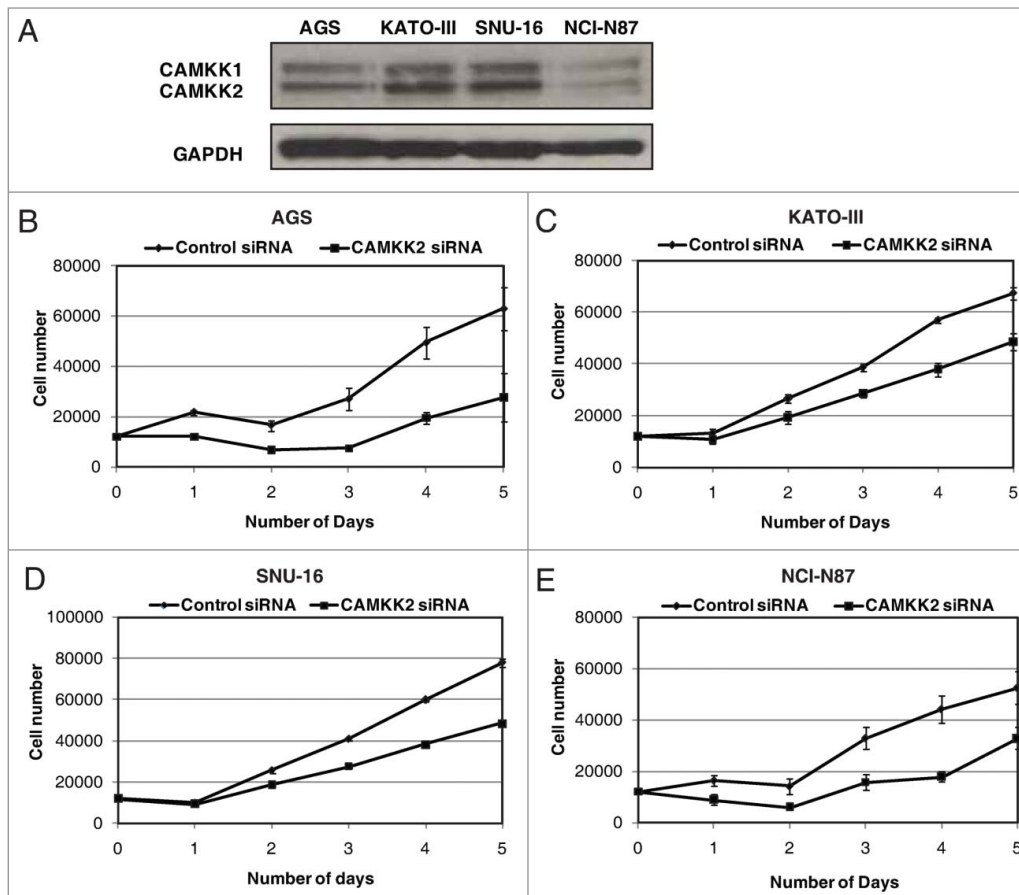 A
AGS KATO-III SNU-16 NCI-N87
CAMKK1
CAMKK2
GAPDH
B
AGS
Control siRNA CAMKK2 siRNA
80000
60000
40000
20000
0
Cell number
0 1 2 3 4 5
Number of Days
C
KATO-III
Control siRNA CAMKK2 siRNA
80000
60000
40000
20000
0
Cell number
0 1 2 3 4 5
Number of Days
D
SNU-16
Control siRNA CAMKK2 siRNA
100000
80000
60000
40000
20000
0
Cell number
0 1 2 3 4 5
Number of days
E
NCI-N87
Control siRNA CAMKK2 siRNA
80000
60000
40000
20000
0
Cell number
0 1 2 3 4 5
Number of Days